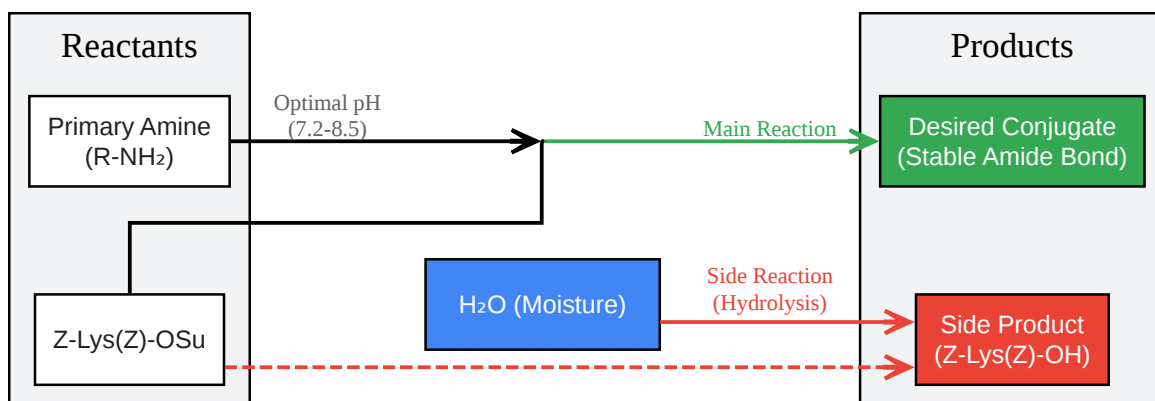 Reactants
Products
Primary Amine
(R-NH₂)
Optimal pH
(7.2-8.5)
Main Reaction
Desired Conjugate
(Stable Amide Bond)
Z-Lys(Z)-OSu
H₂O (Moisture)
Side Reaction
(Hydrolysis)
Side Product
(Z-Lys(Z)-OH)